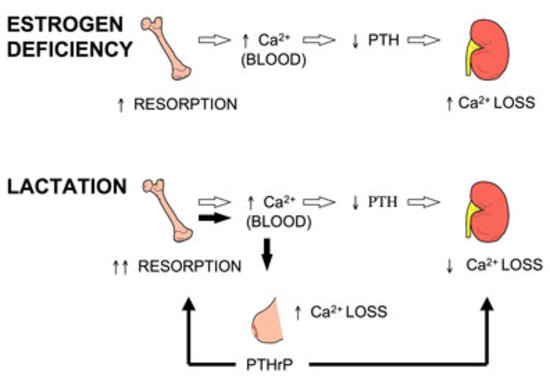 ESTROGEN
DEFICIENCY
↑ Ca²⁺
(BLOOD)
↓ PTH
↑ RESORPTION
↑ Ca²⁺ LOSS
LACTATION
↑ Ca²⁺
(BLOOD)
↓ PTH
↑↑ RESORPTION
↓ Ca²⁺ LOSS
↑ Ca²⁺ LOSS
PTHrP